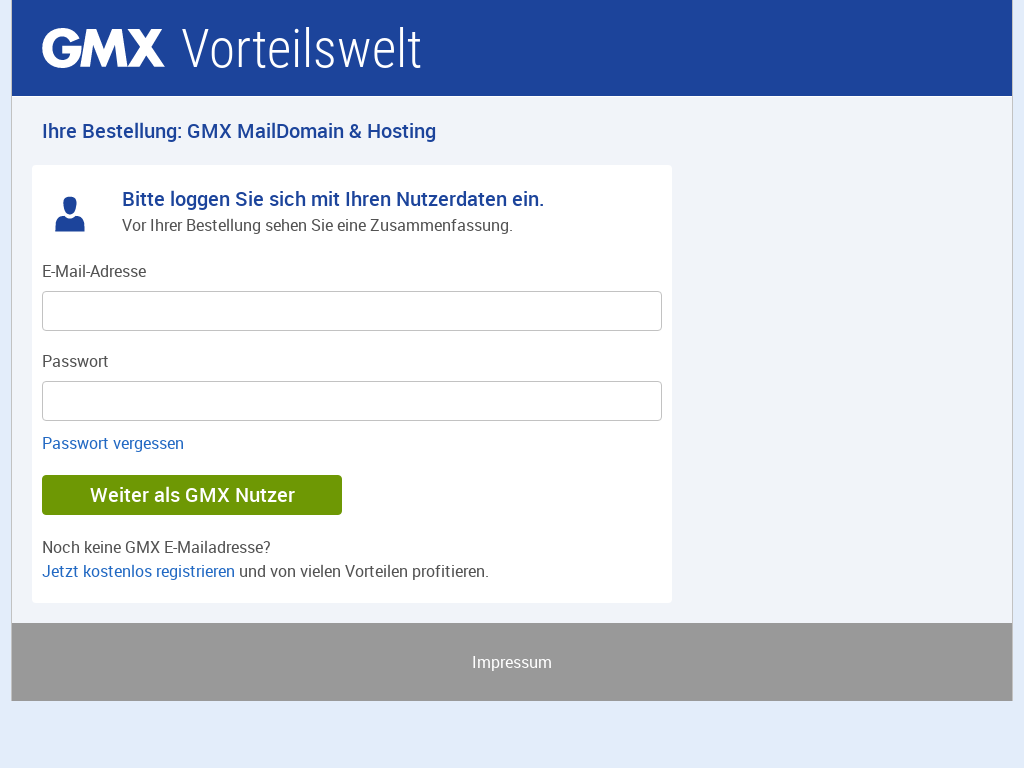 GMX Vorteilswelt
Ihre Bestellung: GMX MailDomain & Hosting
Bitte loggen Sie sich mit Ihren Nutzerdaten ein.
Vor Ihrer Bestellung sehen Sie eine Zusammenfassung.
E-Mail-Adresse
Passwort
Passwort vergessen
Weiter als GMX Nutzer
Noch keine GMX E-Mailadresse?
Jetzt kostenlos registrieren und von vielen Vorteilen profitieren.
Impressum